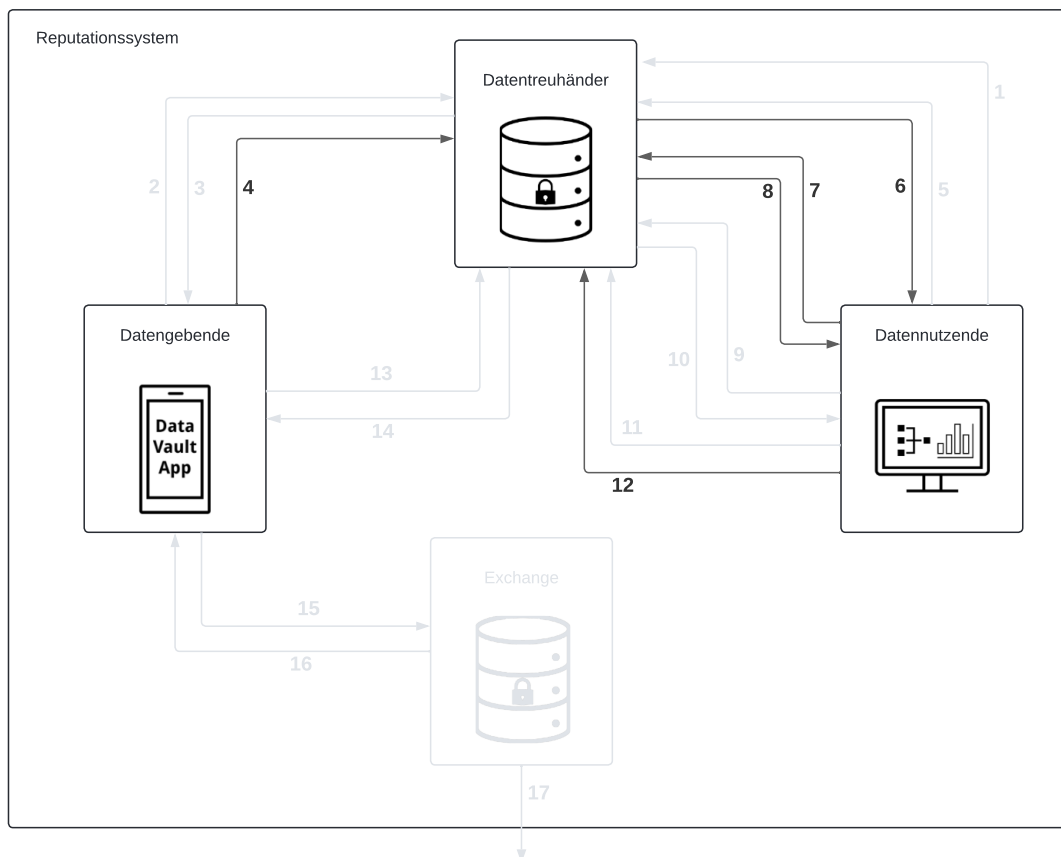 Reputationssystem
Datentreuhänder
1
2
3
4
8
7
6
5
Datengebende
Datennutzende
13
10
9
14
11
12
Data
Vault
App
Exchange
15
16
17